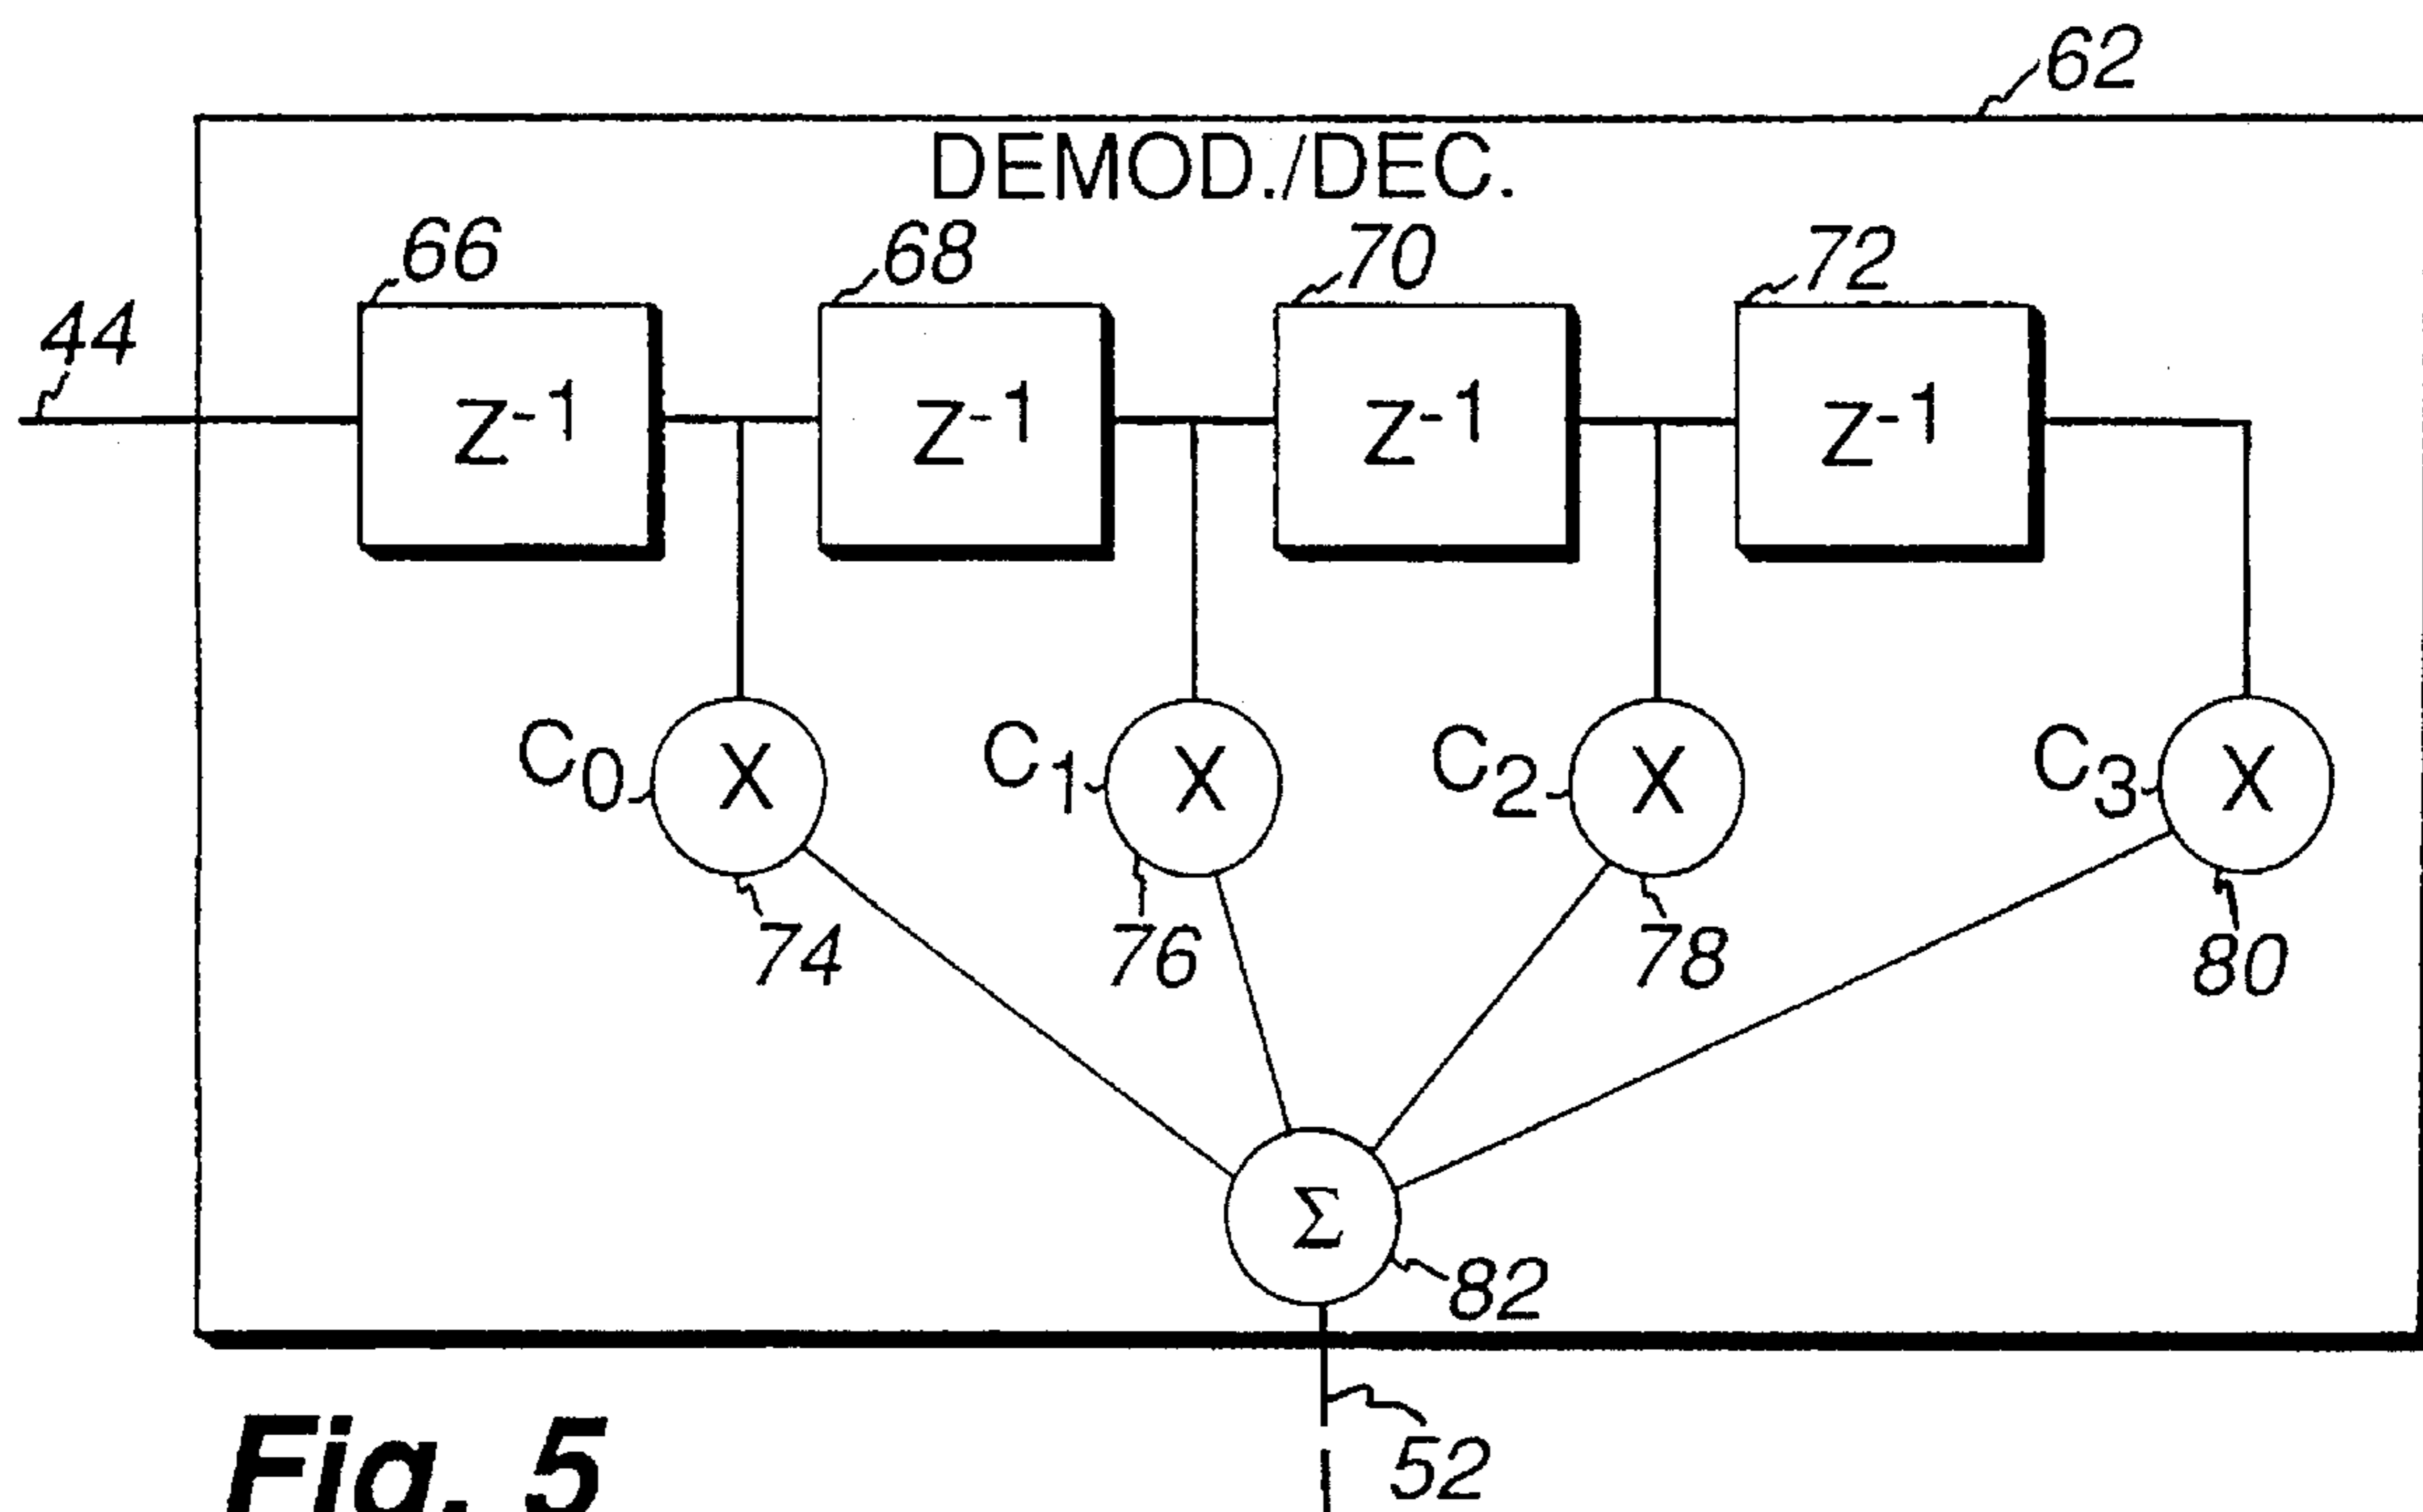 62
DEMOD./DEC.
66 68 70 72
44
z-1 z-1 z-1 z-1
C0 X C1 X C2 X C3 X
74 76 78 80
Σ
82
52
Fig. 5